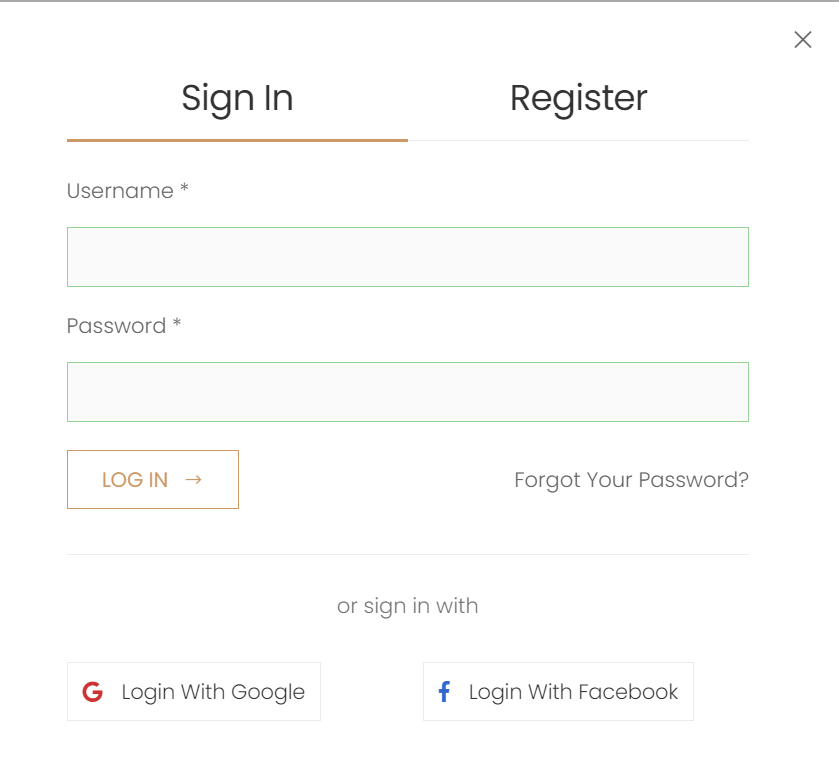 Sign In
Register
Username *
Password *
LOG IN →
Forgot Your Password?
or sign in with
Login With Google
Login With Facebook